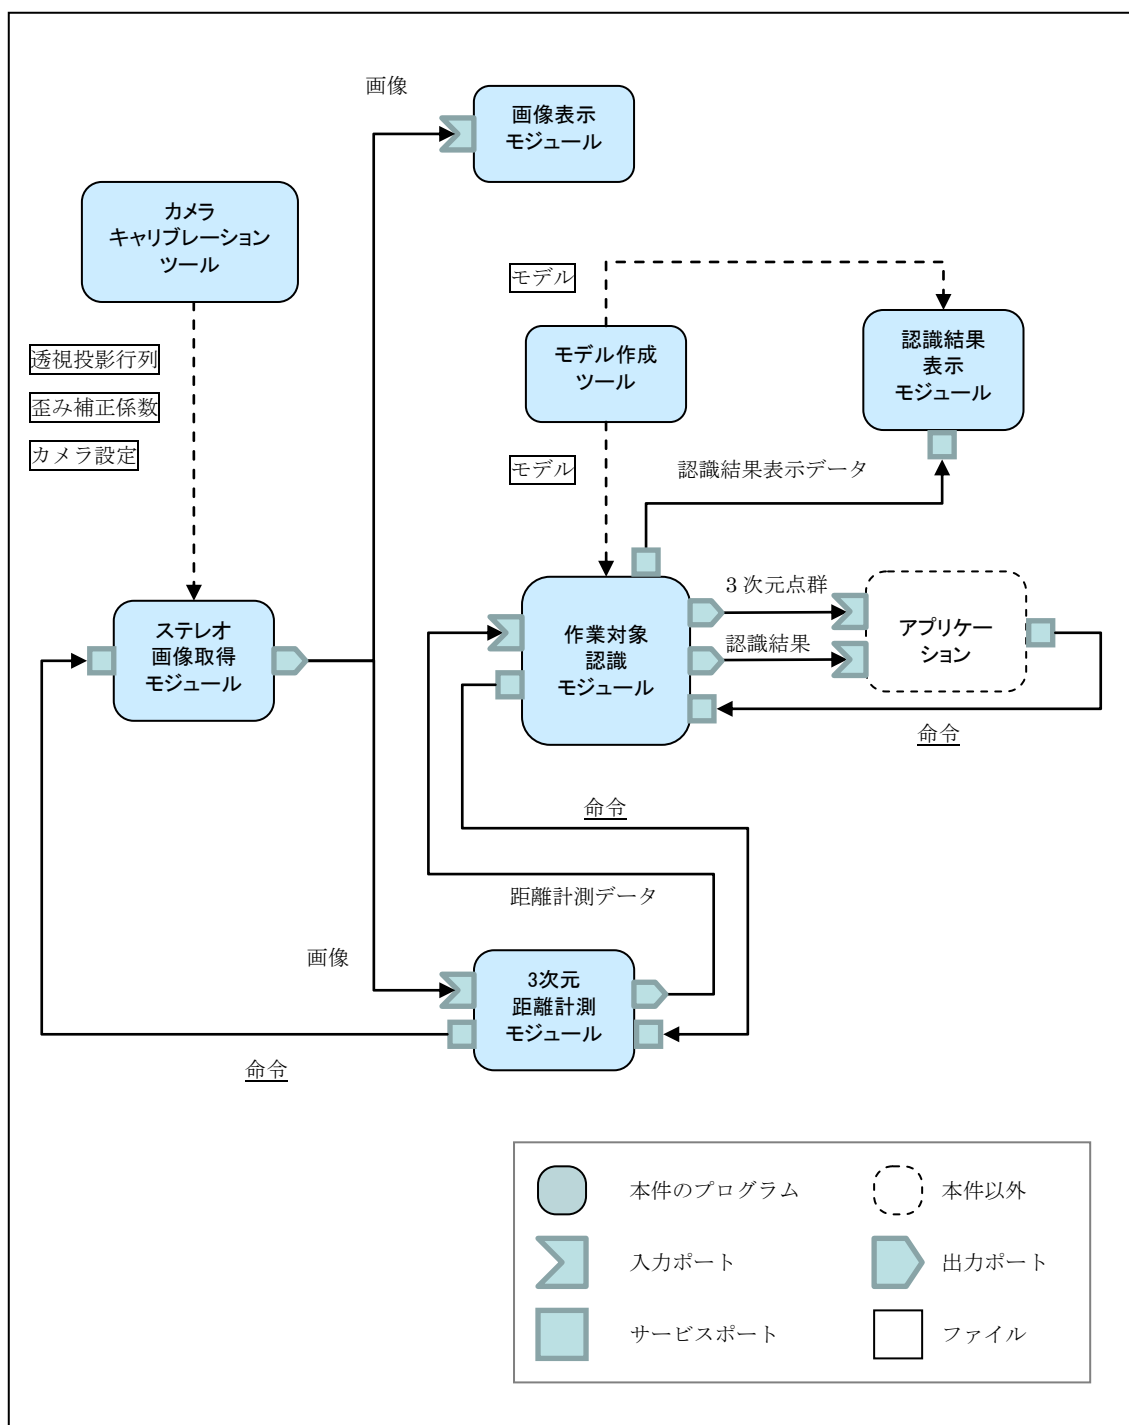 画像
画像表示
モジュール
カメラ
キャリブレーション
ツール
モデル
モデル作成
ツール
認識結果
表示
モジュール
透視投影行列
歪み補正係数
カメラ設定
モデル
認識結果表示データ
ステレオ
画像取得
モジュール
作業対象
認識
モジュール
3次元点群
認識結果
アプリケー
ション
命令
命令
距離計測データ
画像
3次元
距離計測
モジュール
命令
本件のプログラム
本件以外
入力ポート
出力ポート
サービスポート
ファイル